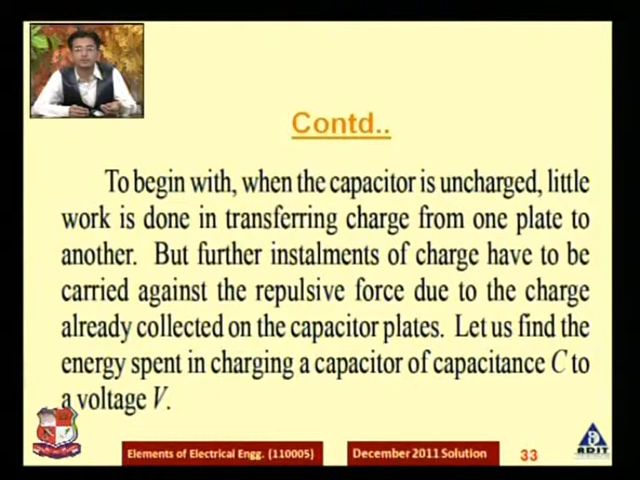 Contd..
To begin with, when the capacitor is uncharged, little
work is done in transferring charge from one plate to
another. But further instalments of charge have to be
carried against the repulsive force due to the charge
already collected on the capacitor plates. Let us find the
energy spent in charging a capacitor of capacitance C to
a voltage V.
Elements of Electrical Engg. (110005)
December 2011 Solution
33
ADIT